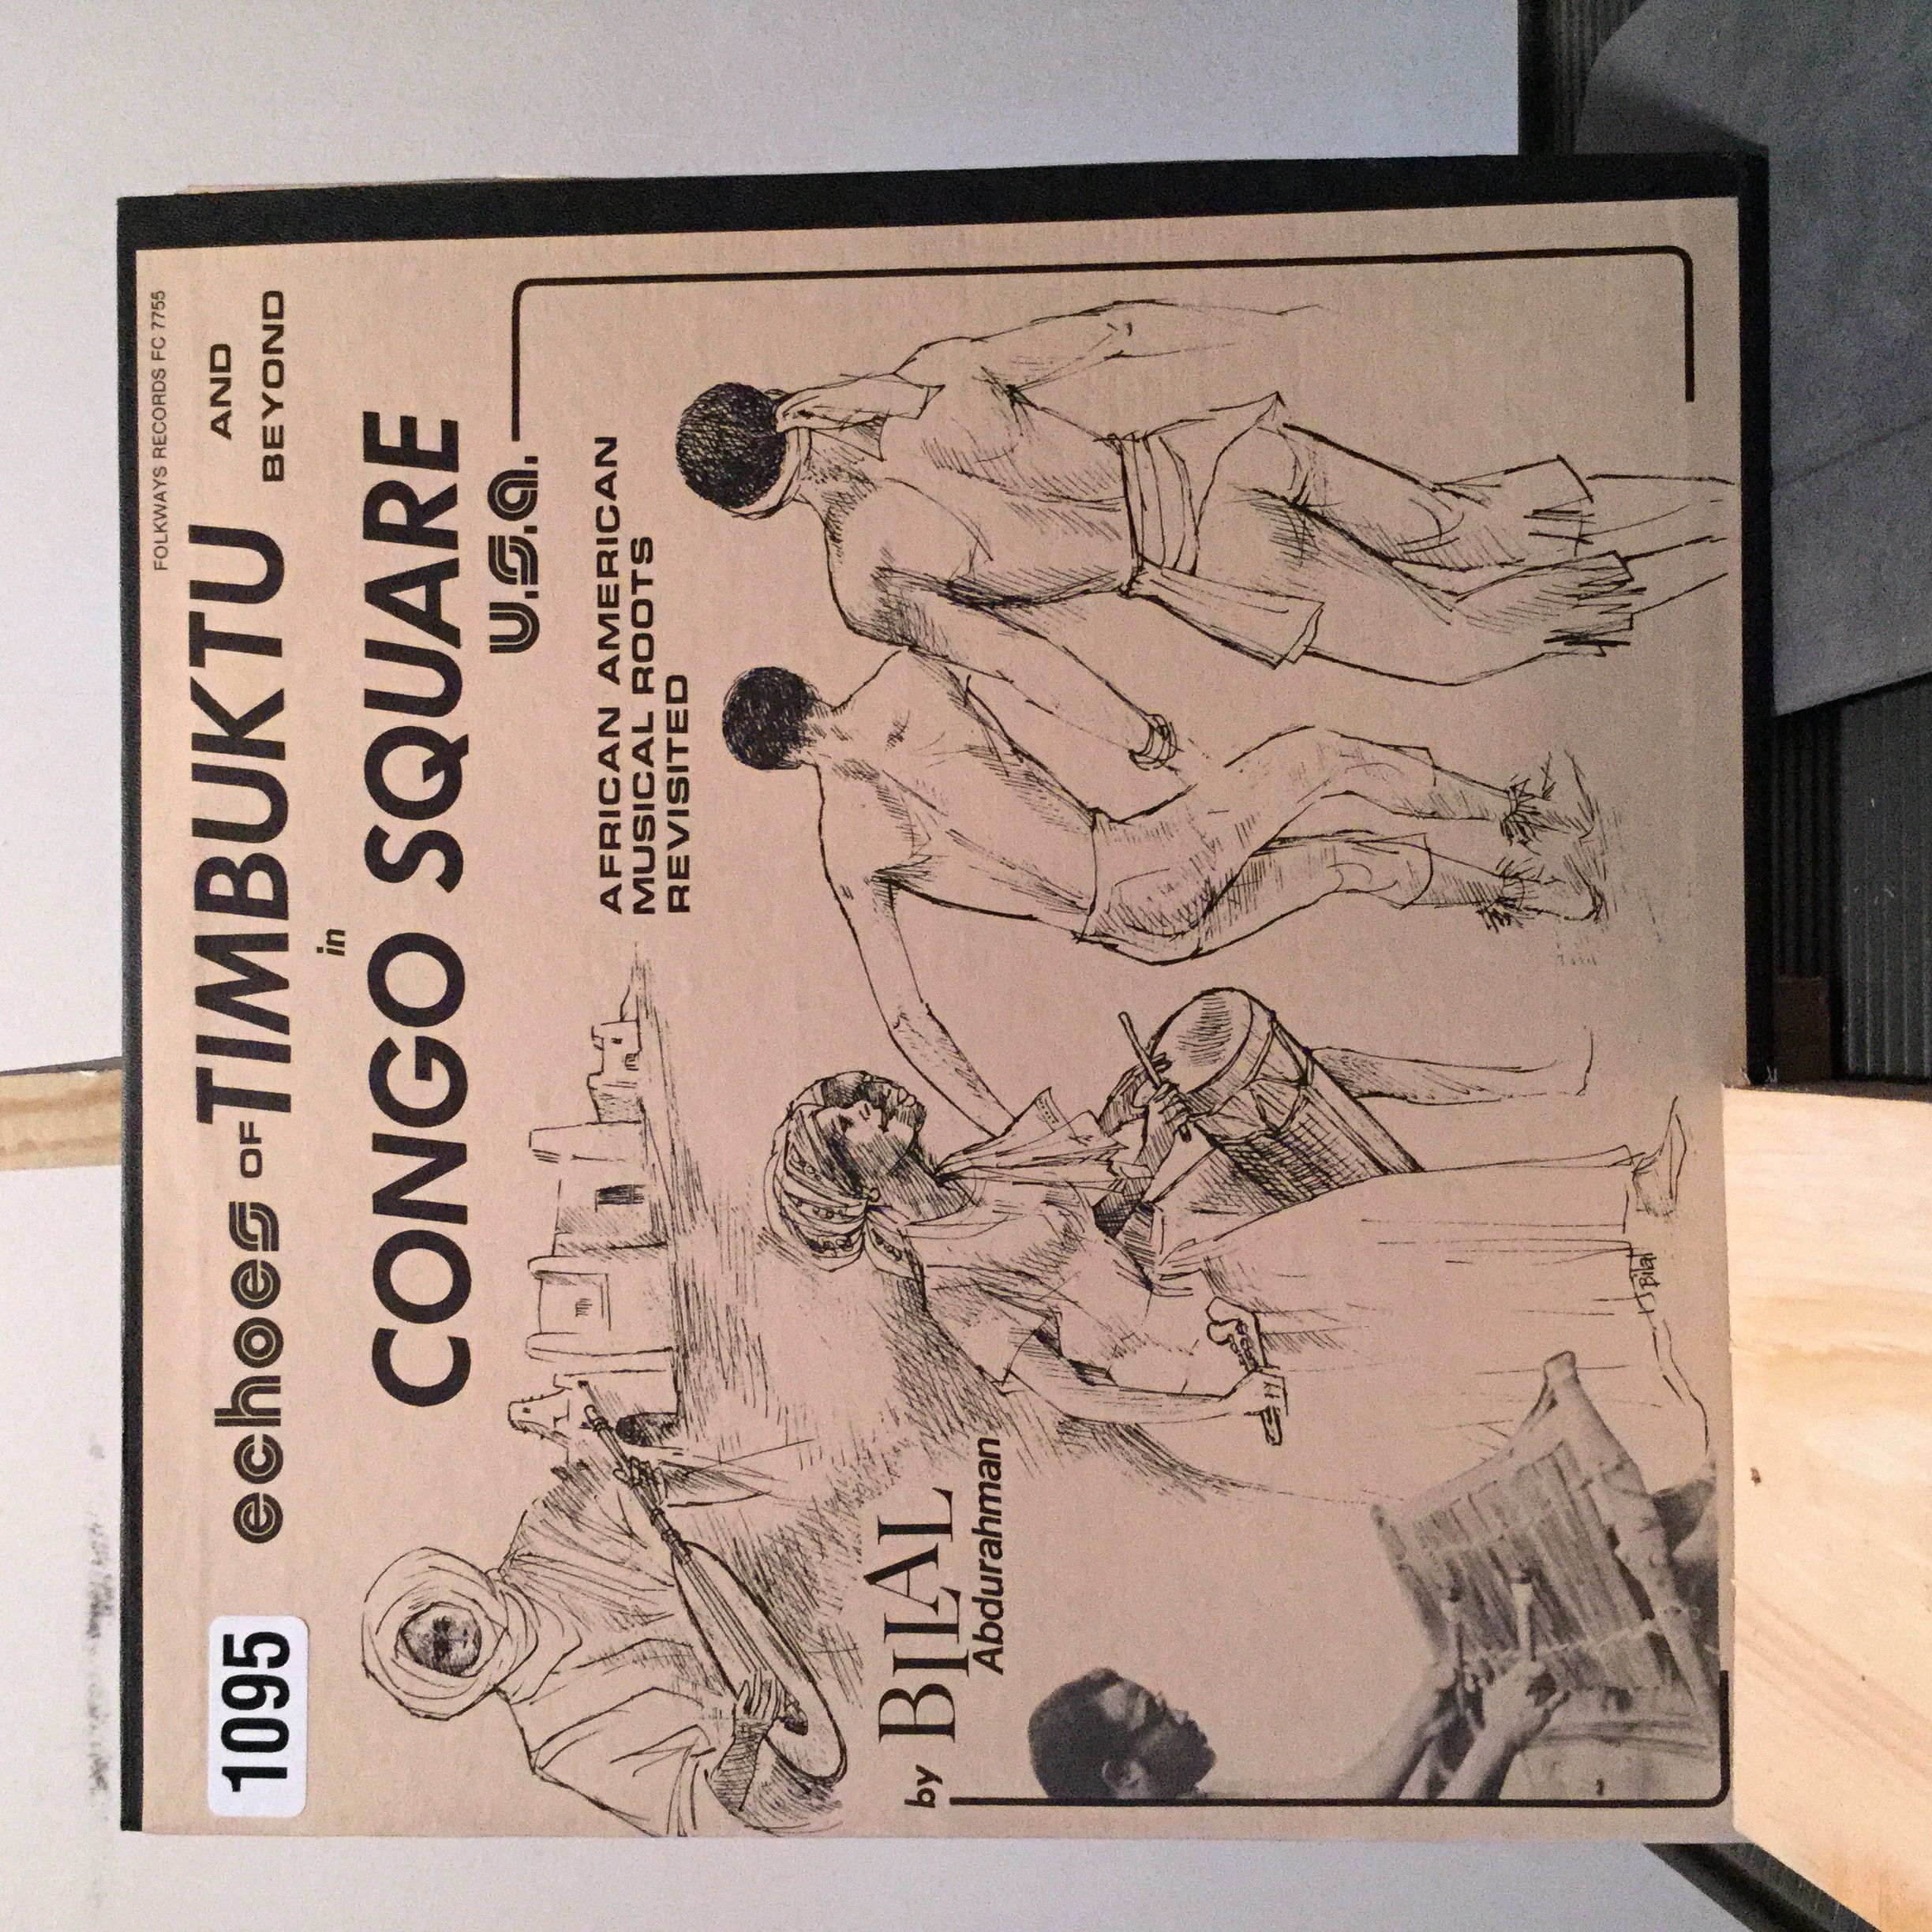 FOLKWAYS RECORDS FC 7755
1095
echoes OF TIMBUKTU AND
BEYOND
in
CONGO SQUARE
U.S.A.
AFRICAN AMERICAN
MUSICAL ROOTS
REVISITED
by BILAL
Abdurahman
Bilal